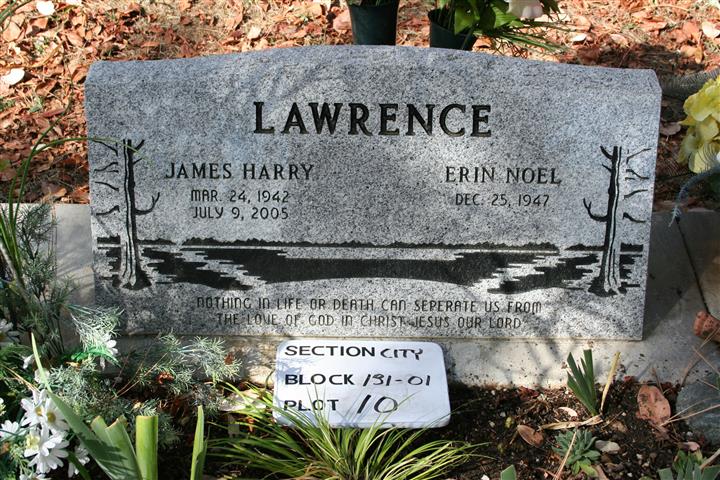 LAWRENCE
JAMES HARRY
MAR. 24, 1942
JULY 9, 2005
ERIN NOEL
DEC. 25, 1947
NOTHING IN LIFE OR DEATH CAN SEPERATE US FROM
THE LOVE OF GOD IN CHRIST JESUS OUR LORD
SECTION CITY
BLOCK 131-01
PLOT 10